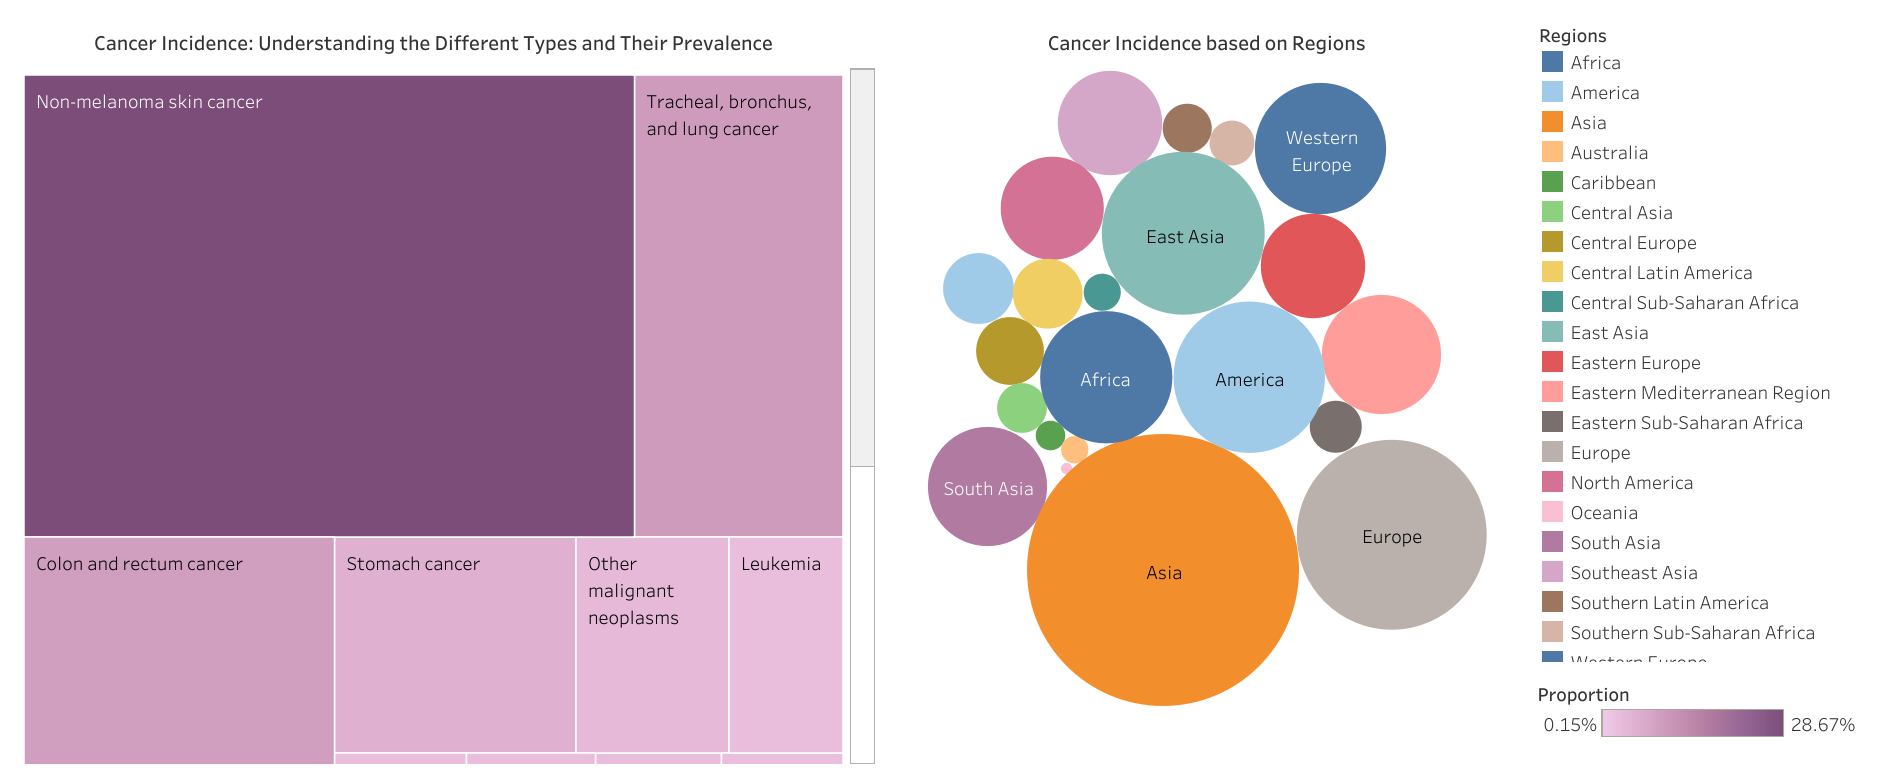 Cancer Incidence: Understanding the Different Types and Their Prevalence
Non-melanoma skin cancer
Tracheal, bronchus,
and lung cancer
Colon and rectum cancer
Stomach cancer
Other
malignant
neoplasms
Leukemia
Cancer Incidence based on Regions
Western
Europe
East Asia
Africa
America
South Asia
Asia
Europe
Regions
Africa
America
Asia
Australia
Caribbean
Central Asia
Central Europe
Central Latin America
Central Sub-Saharan Africa
East Asia
Eastern Europe
Eastern Mediterranean Region
Eastern Sub-Saharan Africa
Europe
North America
Oceania
South Asia
Southeast Asia
Southern Latin America
Southern Sub-Saharan Africa
Western Europe
Proportion
0.15%
28.67%